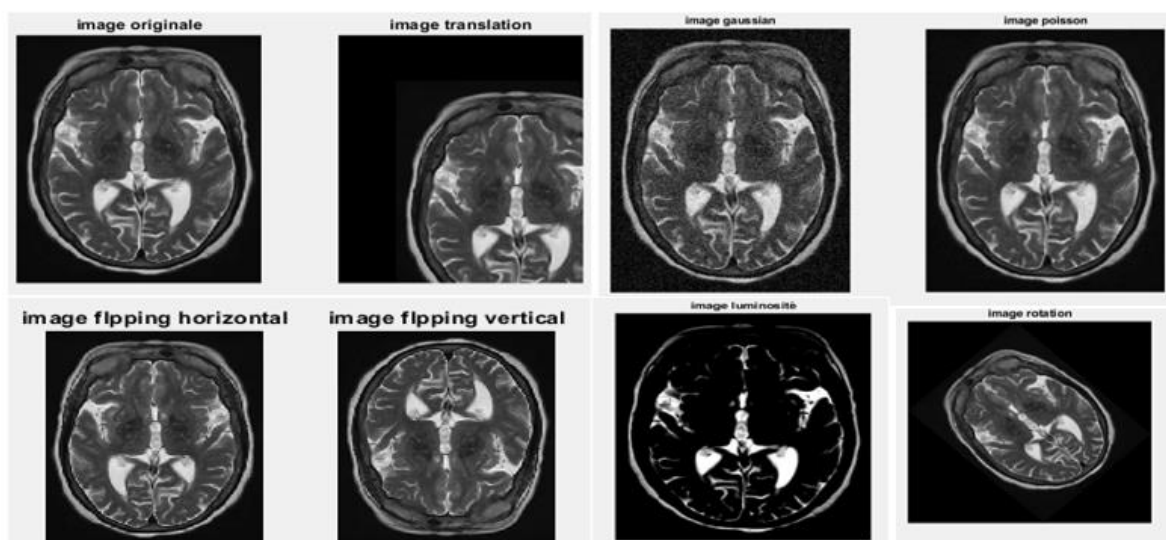 image originale
image translation
image gaussian
image poisson
image flpping horizontal
image flpping vertical
image luminosité
image rotation